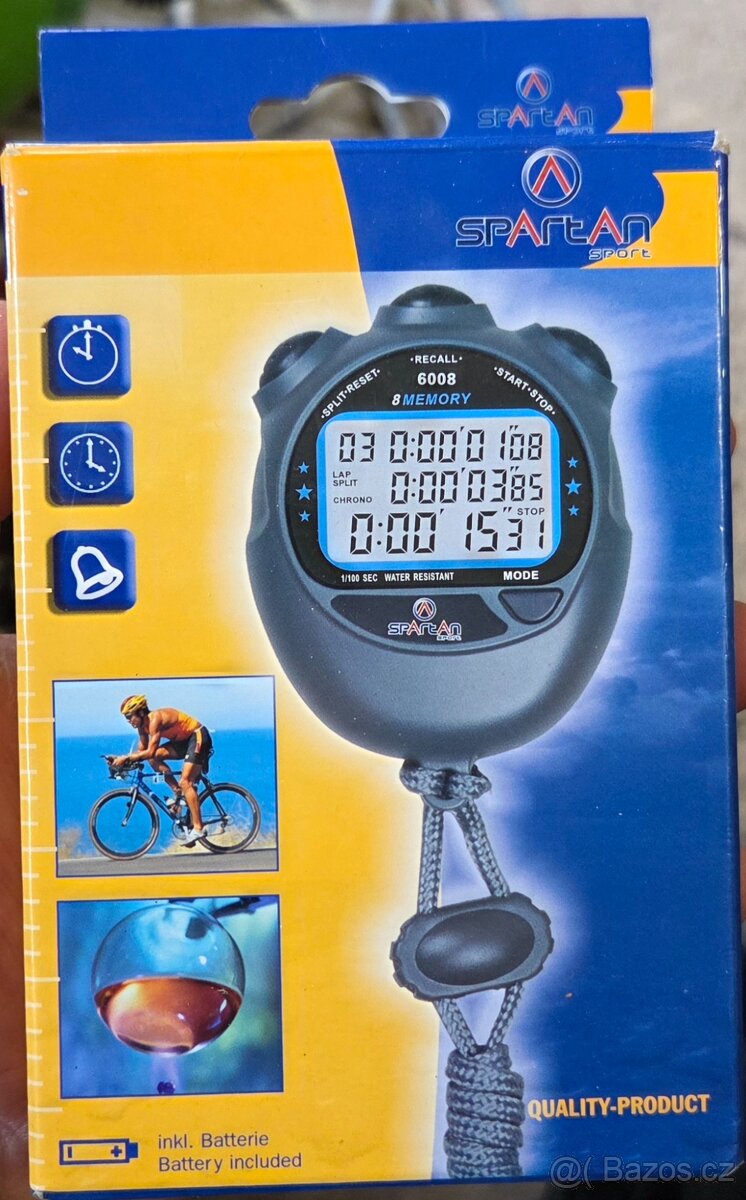 SPArtAn
SPORt
SPArtAn
SPORt
·RECALL·
·SPLIT·RESET·
6008
·START·STOP·
8 MEMORY
03 0:00'01"08
LAP
SPLIT
CHRONO
0:00'03"85
STOP
0:00'15"31
1/100 SEC WATER RESISTANT
MODE
SPArtAn
SPORt
QUALITY-PRODUCT
inkl. Batterie
Battery included
@( Bazos.cz